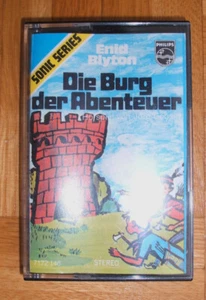 SONIC SERIES
PHILIPS
Enid
Blyton
Die Burg
der Abenteuer
STEREO